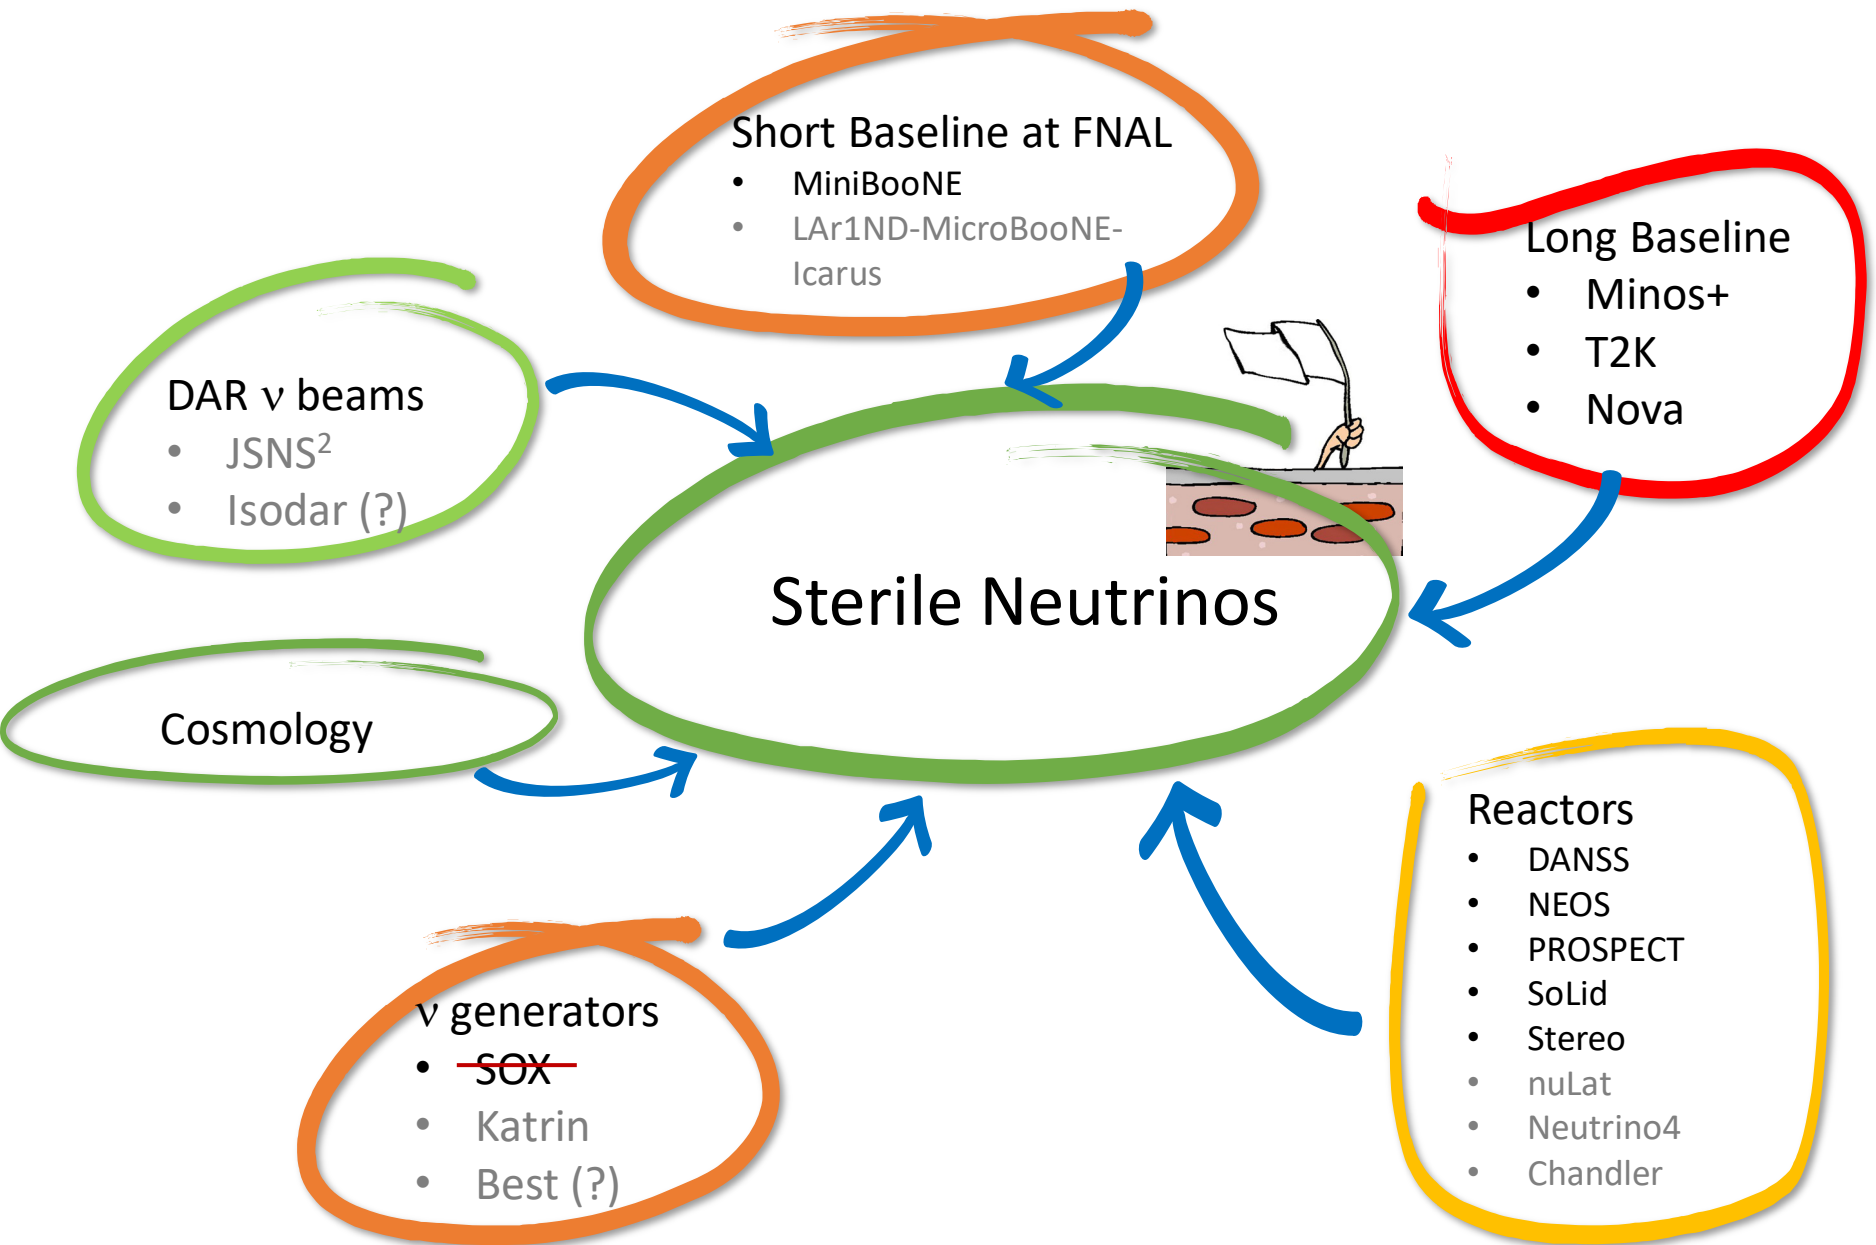 Short Baseline at FNAL
• MiniBooNE
• LAr1ND-MicroBooNE-
Icarus
Long Baseline
• Minos+
• T2K
• Nova
DAR ν beams
• JSNS²
• Isodar (?)
Sterile Neutrinos
Cosmology
Reactors
• DANSS
• NEOS
• PROSPECT
• SoLid
• Stereo
• nuLat
• Neutrino4
• Chandler
ν generators
• SOX
• Katrin
• Best (?)